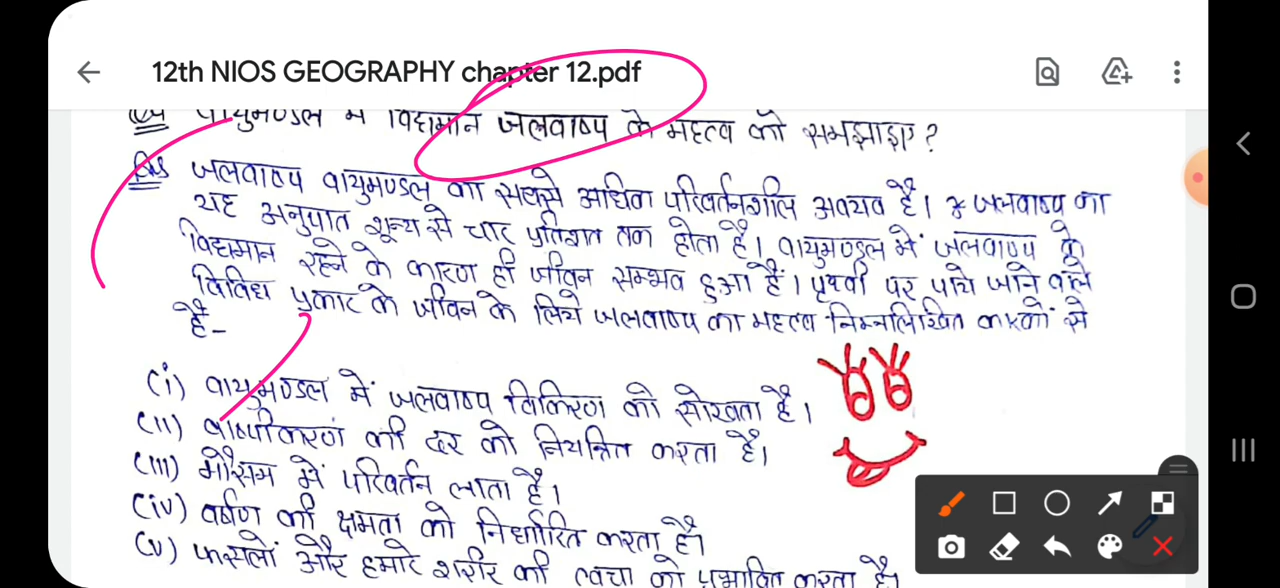 12th NIOS GEOGRAPHY chapter 12.pdf
वायुमण्डल में विद्यमान जलवाष्प के महत्व को समझाइए?
जलवाष्प वायुमण्डल का सबसे अधिक परिवर्तनशील अवयव है। जलवाष्प का
यह अनुपात शून्य से चार प्रतिशत तक होता है। वायुमण्डल में जलवाष्प के
विद्यमान रहने के कारण ही जीवन सम्भव हुआ है। पृथ्वी पर पाये जाने वाले
विविध प्रकार के जीवन के लिये जलवाष्प का महत्व निम्नलिखित कारकों से
है-
(i) वायुमण्डल में जलवाष्प विकिरण को सोखता है।
(ii) वाष्पीकरण की दर को नियन्त्रित करता है।
(iii) मौसम में परिवर्तन लाता है।
(iv) वर्षण की क्षमता को निर्धारित करता है।
(v) फसलों और हमारे शरीर की त्वचा को प्रभावित करता है।